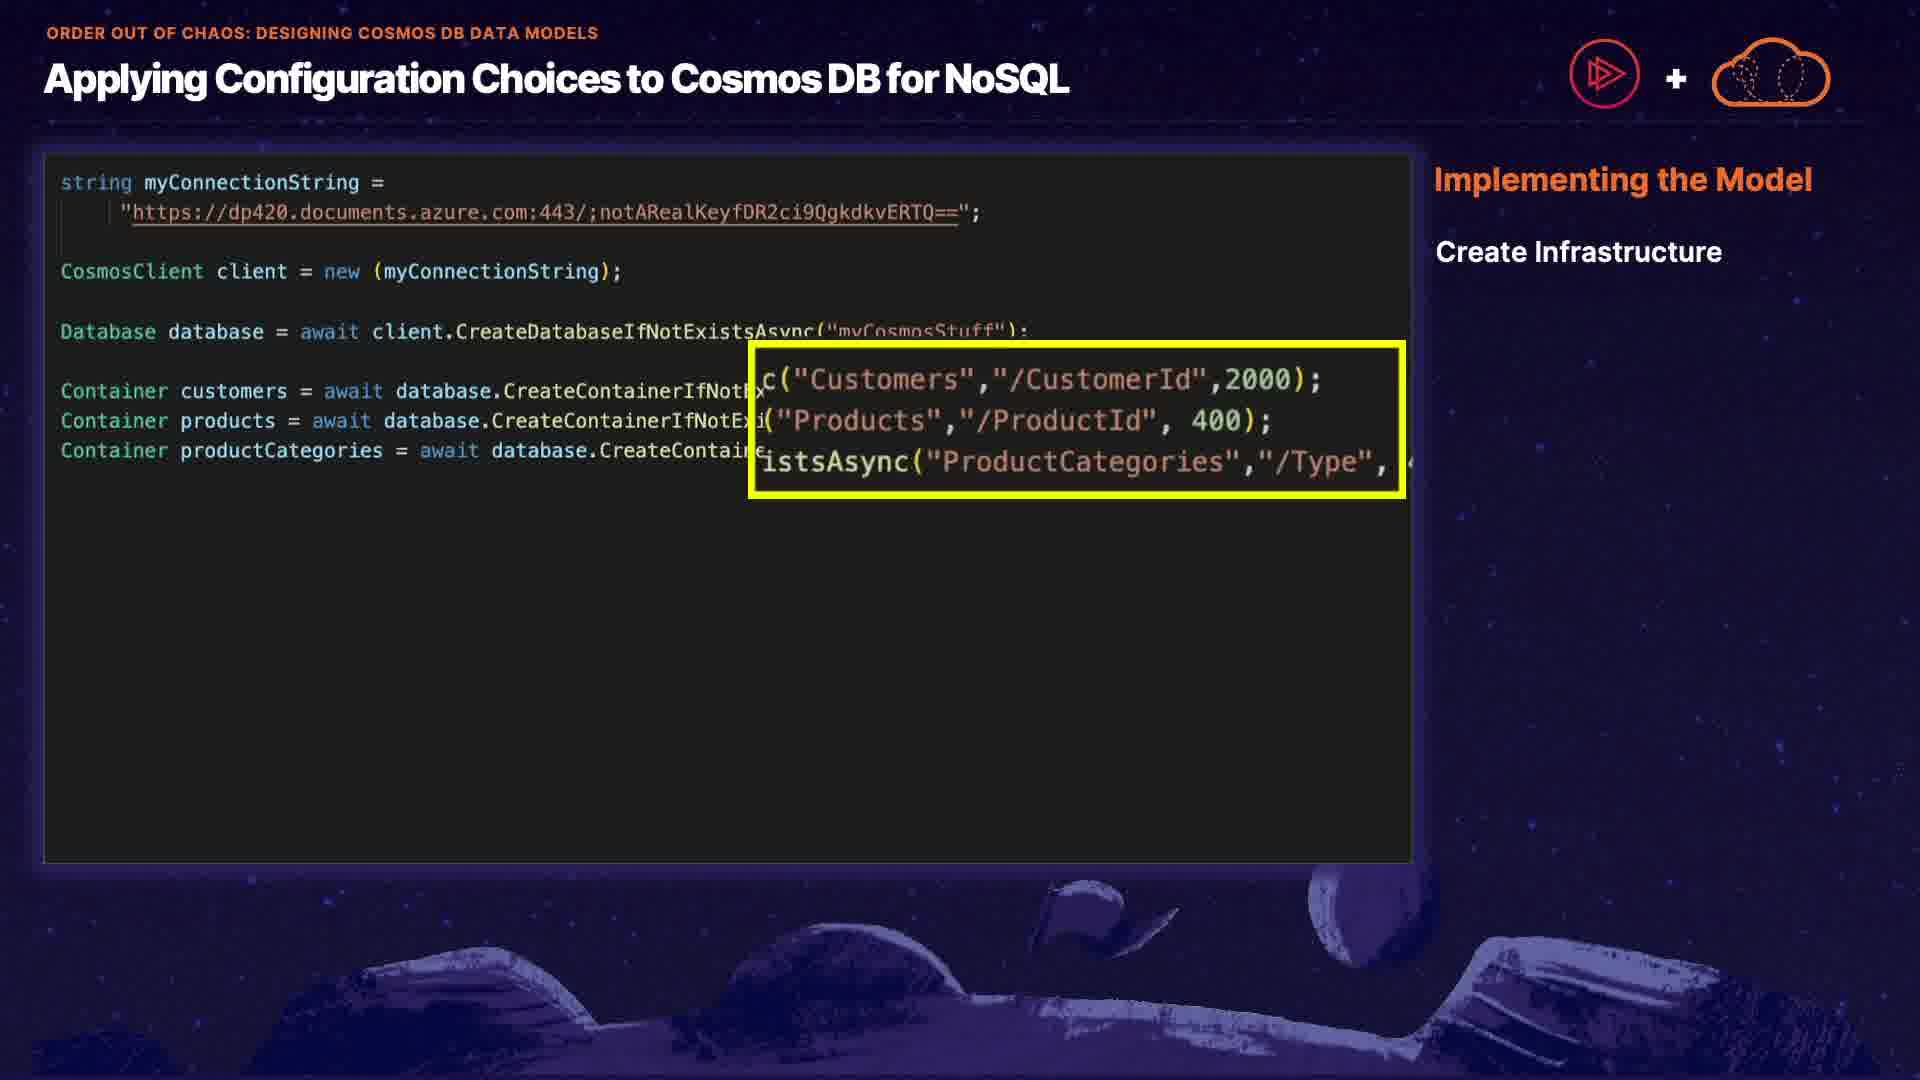 ORDER OUT OF CHAOS: DESIGNING COSMOS DB DATA MODELS
Applying Configuration Choices to Cosmos DB for NoSQL
+
string myConnectionString =
"https://dp420.documents.azure.com:443/;notARealKeyfDR2ci9QgkdkvERTQ==";
CosmosClient client = new (myConnectionString);
Database database = await client.CreateDatabaseIfNotExistsAsync("myCosmosStuff");
Container customers = await database.CreateContainerIfNotEx
Container products = await database.CreateContainerIfNotExi
Container productCategories = await database.CreateContaine
c("Customers","/CustomerId",2000);
("Products","/ProductId", 400);
istsAsync("ProductCategories","/Type",
Implementing the Model
Create Infrastructure